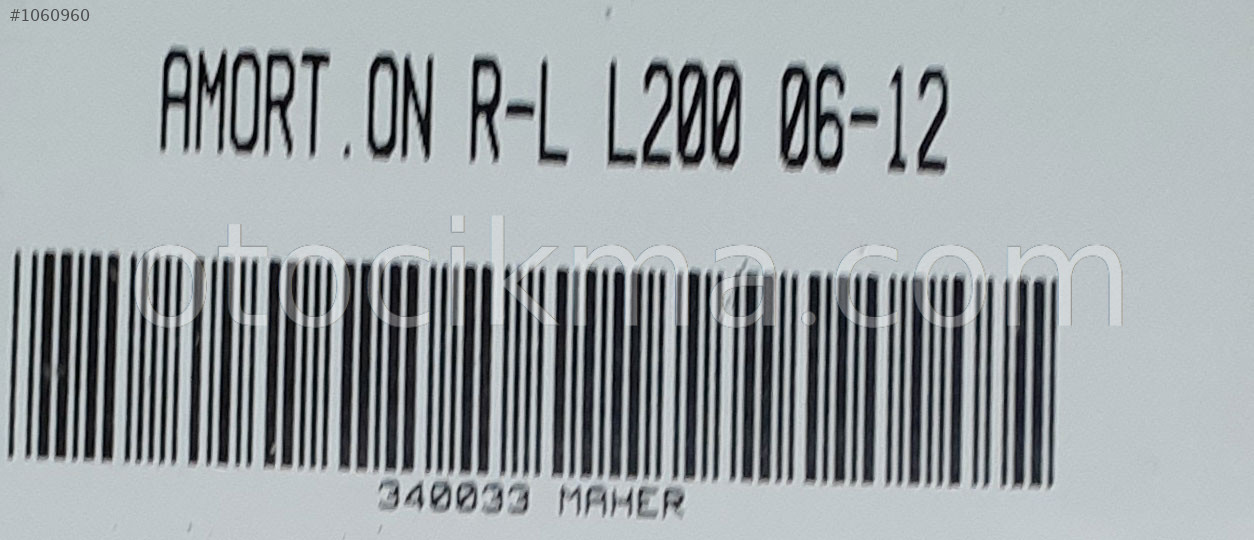 #1060960
AMORT.ON R-L L200 06-12
otocikma.com
340033 MAHER